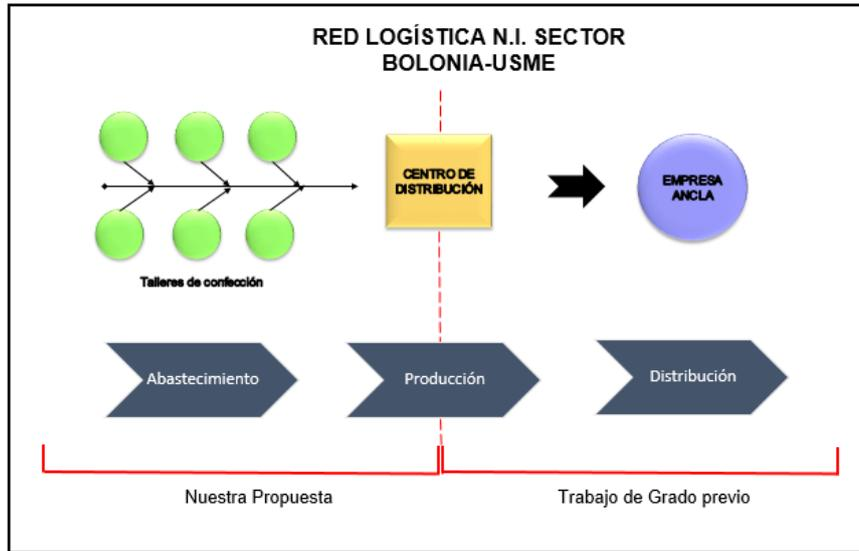 RED LOGÍSTICA N.I. SECTOR
BOLONIA-USME
CENTRO DE
DISTRIBUCIÓN
EMPRESA
ANCLA
Talleres de confección
Abastecimiento
Producción
Distribución
Nuestra Propuesta
Trabajo de Grado previo